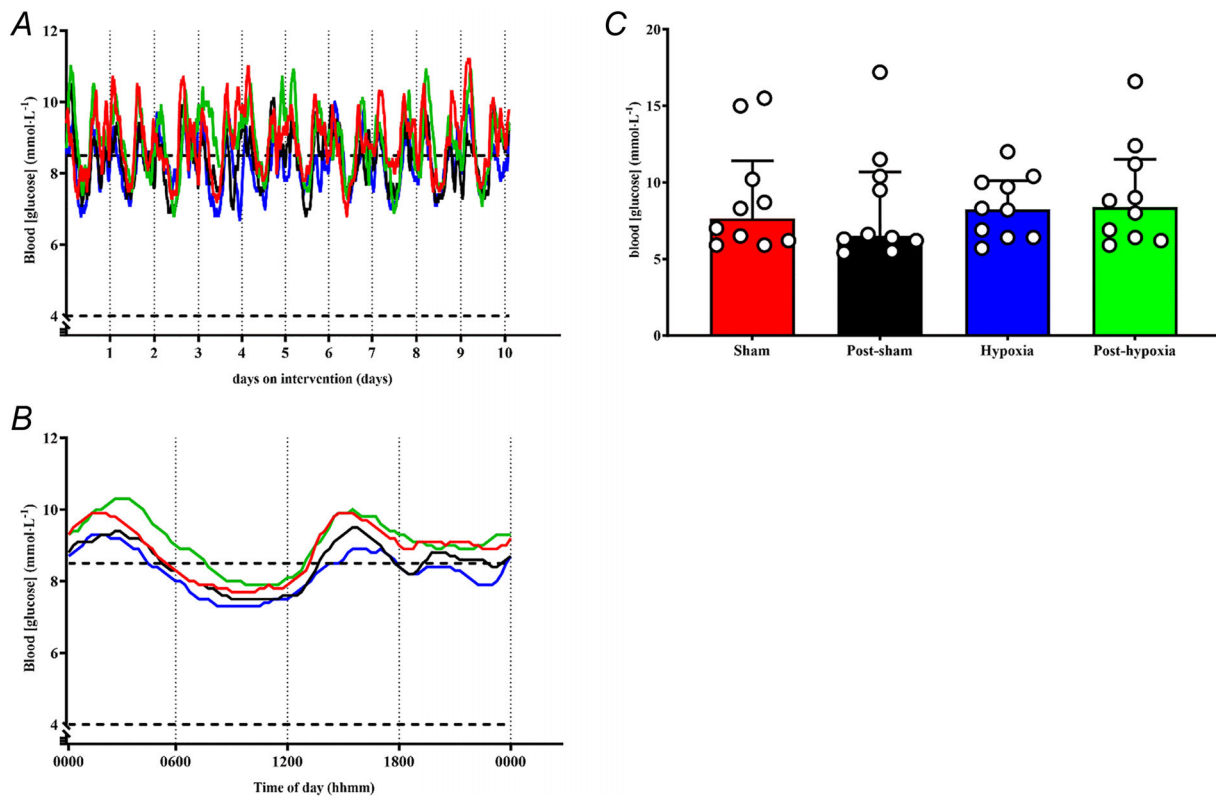 A
12
10
8
6
4
Blood [glucose] (mmol·L⁻¹)
1 2 3 4 5 6 7 8 9 10
days on intervention (days)
B
12
10
8
6
4
Blood [glucose] (mmol·L⁻¹)
0000 0600 1200 1800 0000
Time of day (hhmm)
C
20
15
10
5
0
blood [glucose] (mmol·L⁻¹)
Sham Post-sham Hypoxia Post-hypoxia